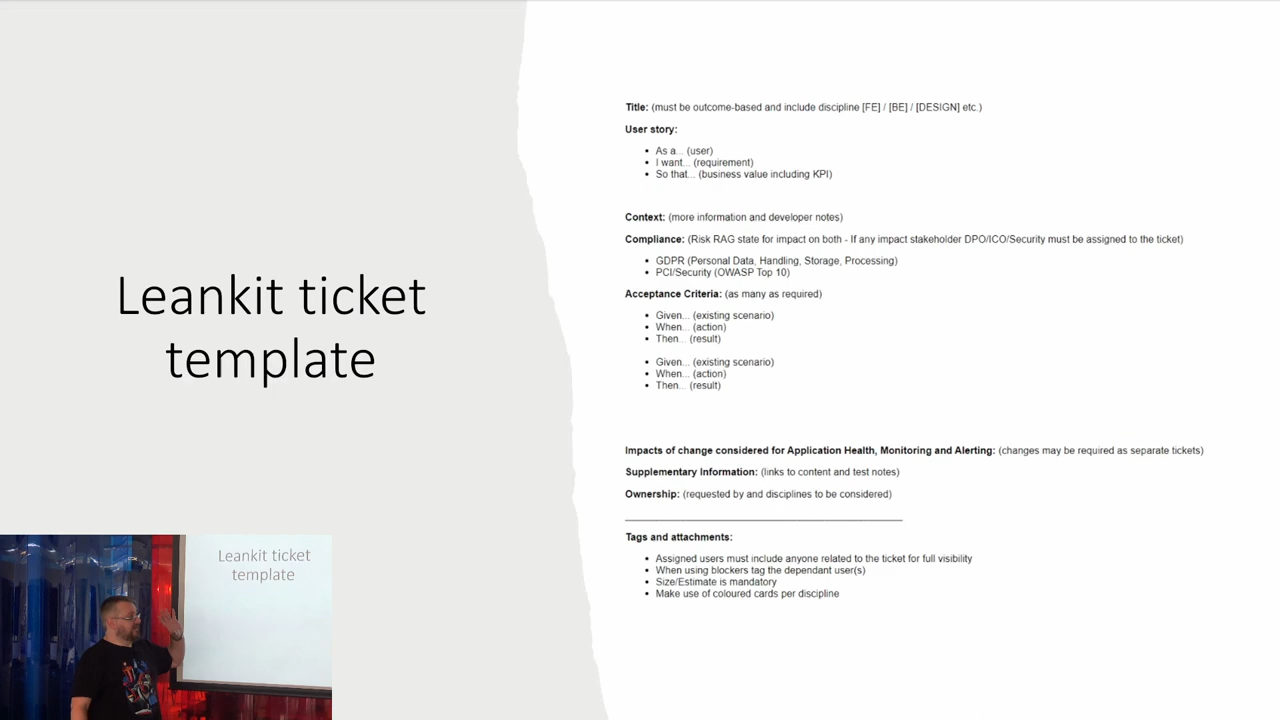 Leankit ticket
template
Title: (must be outcome-based and include discipline [FE] / [BE] / [DESIGN] etc.)
User story:
• As a... (user)
• I want... (requirement)
• So that... (business value including KPI)
Context: (more information and developer notes)
Compliance: (Risk RAG state for impact on both - If any impact stakeholder DPO/ICO/Security must be assigned to the ticket)
• GDPR (Personal Data, Handling, Storage, Processing)
• PCI/Security (OWASP Top 10)
Acceptance Criteria: (as many as required)
• Given... (existing scenario)
• When... (action)
• Then... (result)
• Given... (existing scenario)
• When... (action)
• Then... (result)
Impacts of change considered for Application Health, Monitoring and Alerting: (changes may be required as separate tickets)
Supplementary Information: (links to content and test notes)
Ownership: (requested by and disciplines to be considered)
Tags and attachments:
• Assigned users must include anyone related to the ticket for full visibility
• When using blockers tag the dependant user(s)
• Size/Estimate is mandatory
• Make use of coloured cards per discipline
Leankit ticket
template